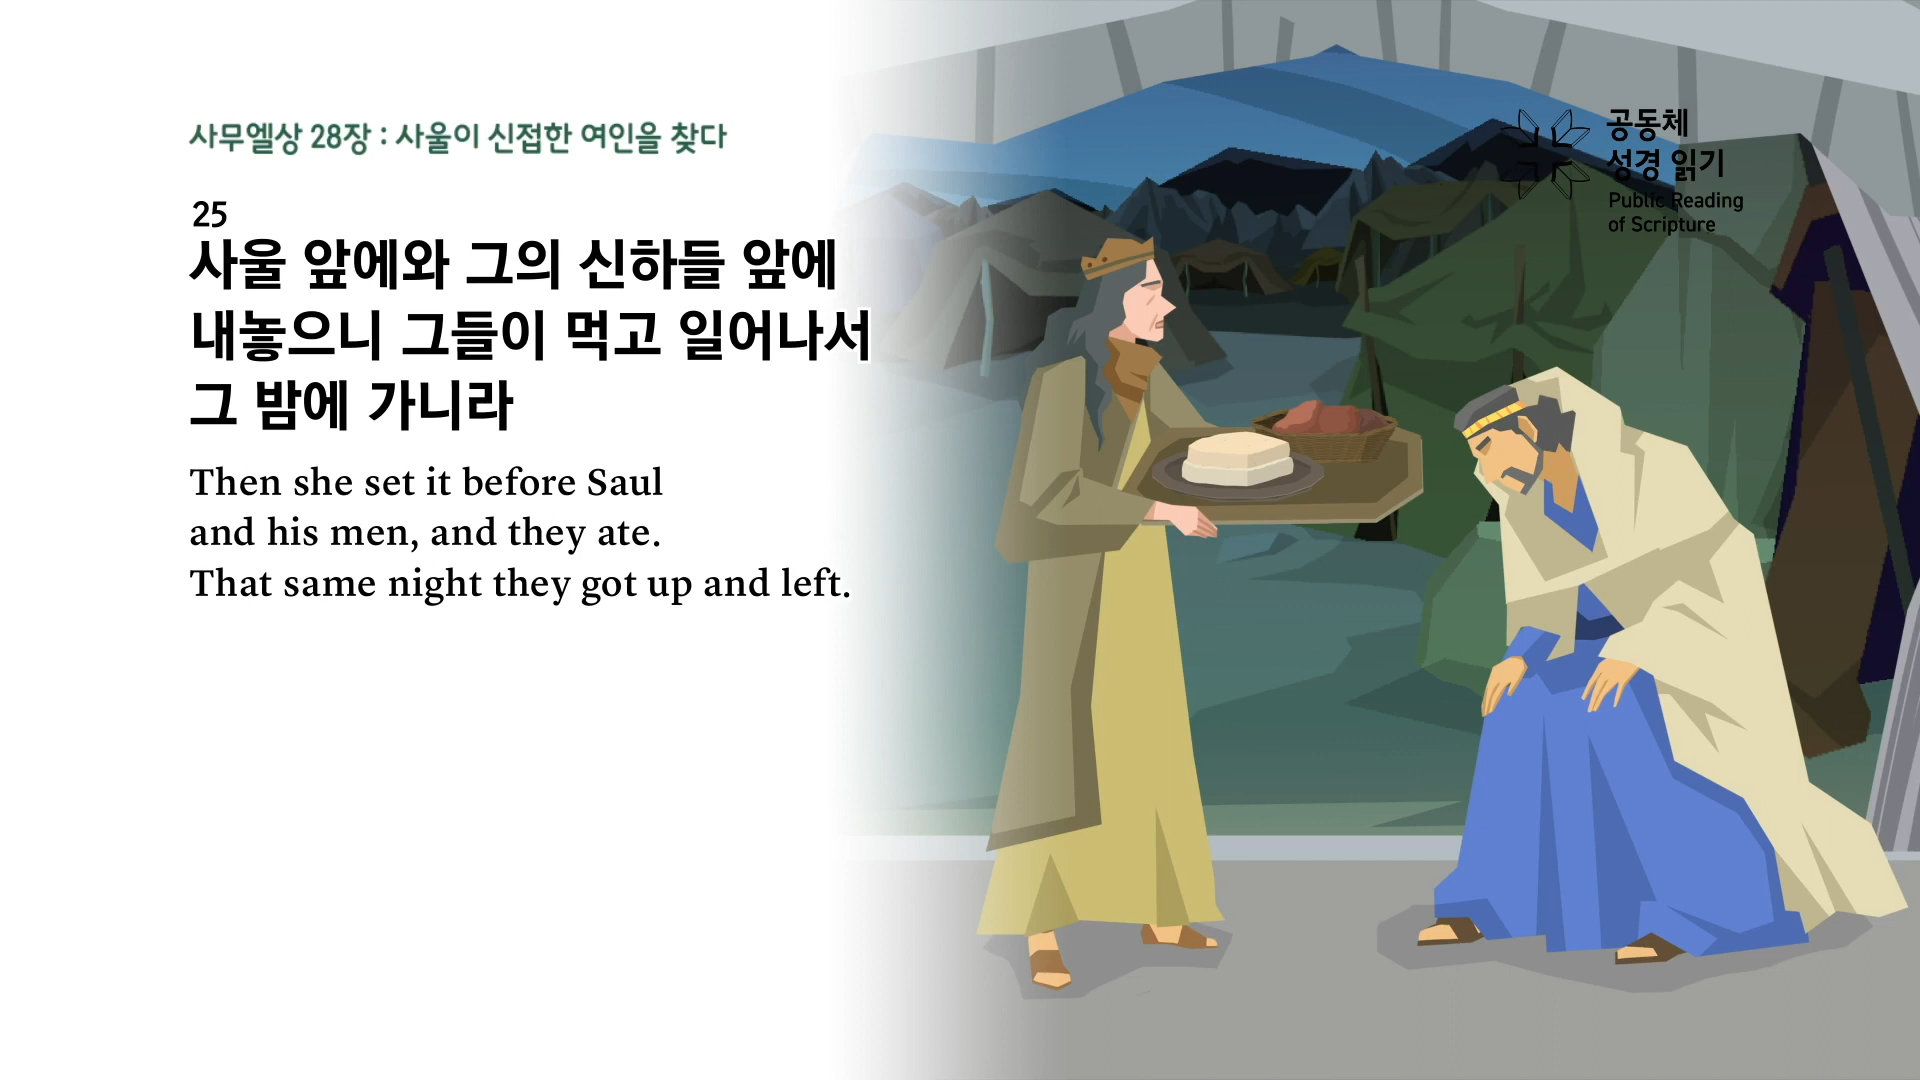 사무엘상 28장 : 사울이 신접한 여인을 찾다
25
사울 앞에와 그의 신하들 앞에
내놓으니 그들이 먹고 일어나서
그 밤에 가니라
Then she set it before Saul
and his men, and they ate.
That same night they got up and left.
공동체
성경 읽기
Public Reading
of Scripture